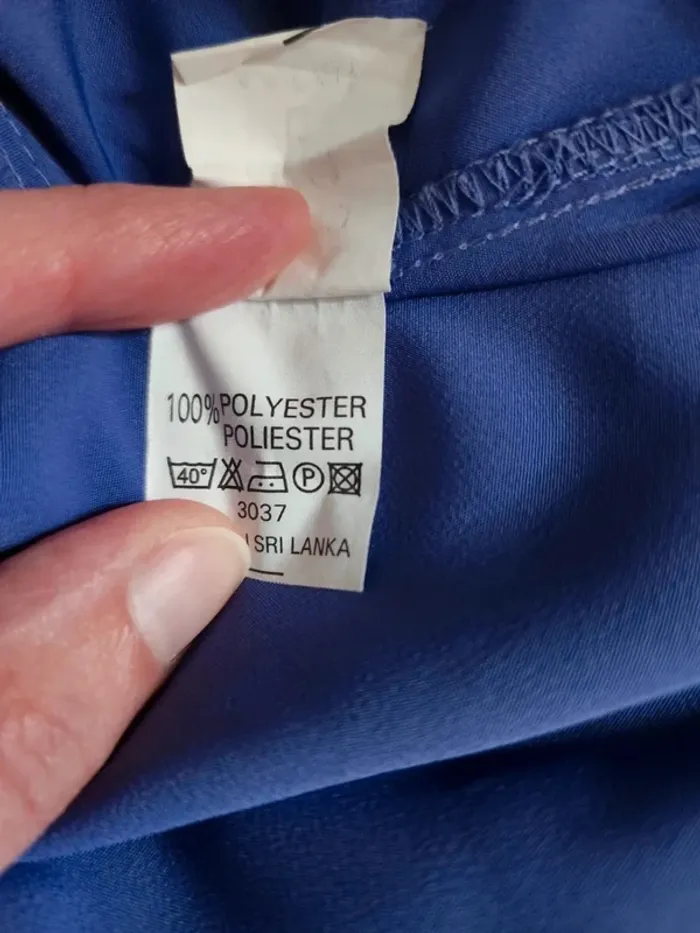 100% POLYESTER
POLIESTER
40° P
3037
SRI LANKA